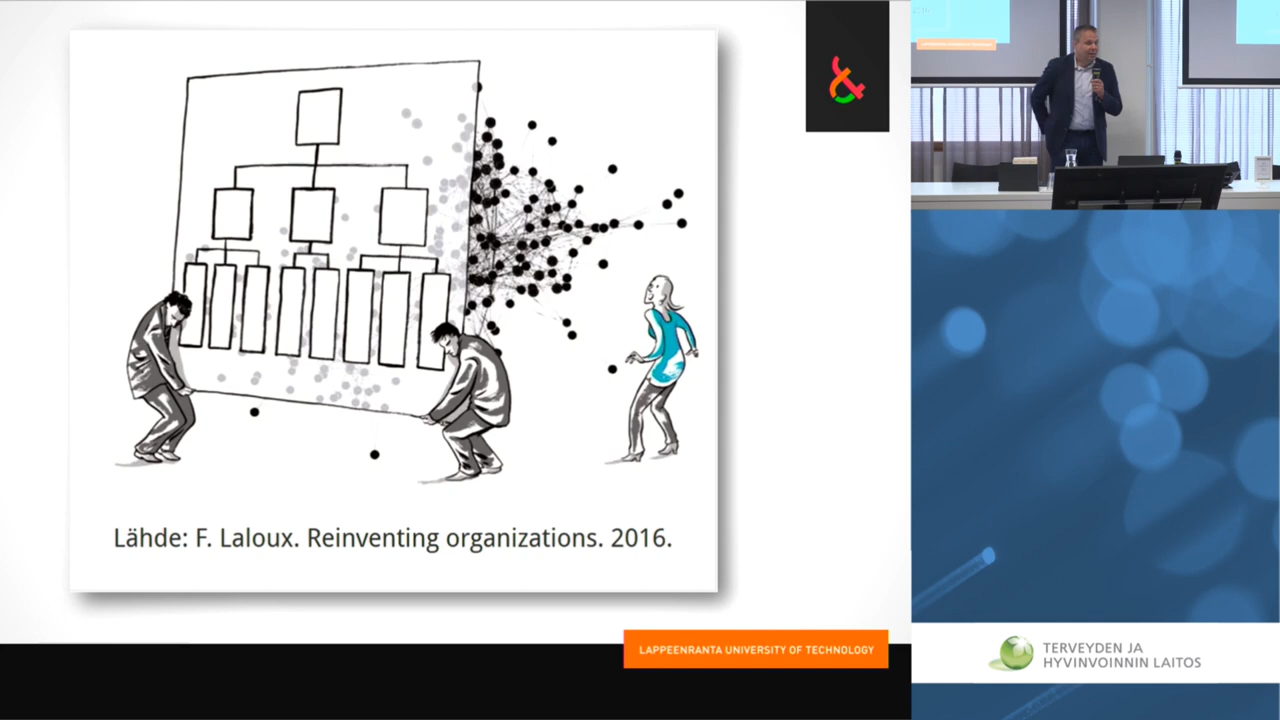 Lähde: F. Laloux. Reinventing organizations. 2016.
LAPPEENRANTA UNIVERSITY OF TECHNOLOGY
TERVEYDEN JA
HYVINVOINNIN LAITOS